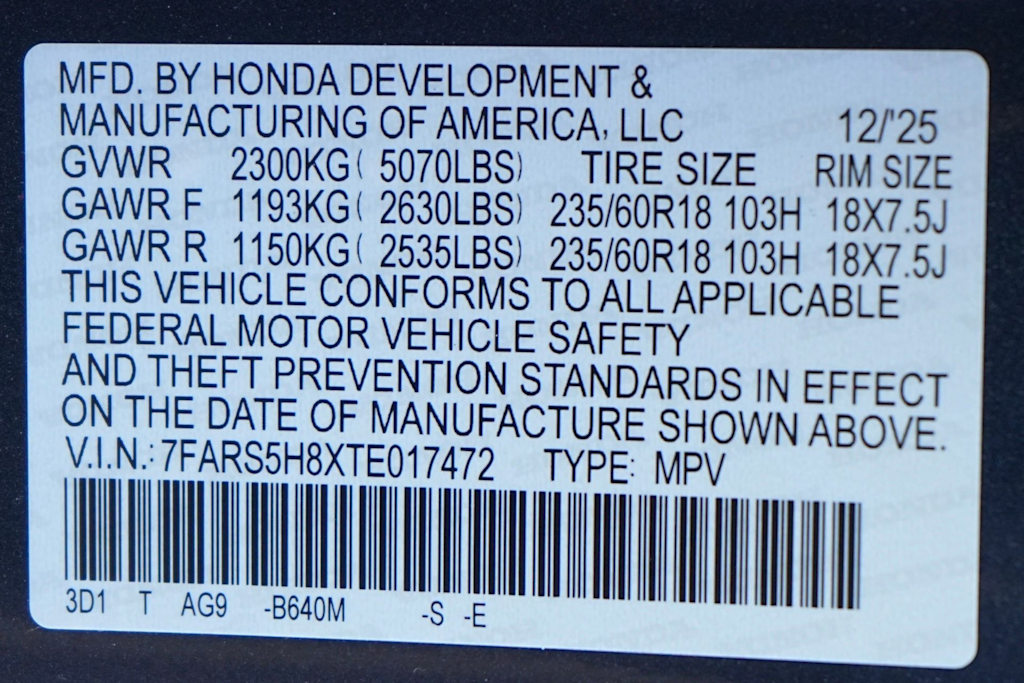 MFD. BY HONDA DEVELOPMENT &
MANUFACTURING OF AMERICA, LLC 12/'25
GVWR 2300KG( 5070LBS) TIRE SIZE RIM SIZE
GAWR F 1193KG( 2630LBS) 235/60R18 103H 18X7.5J
GAWR R 1150KG( 2535LBS) 235/60R18 103H 18X7.5J
THIS VEHICLE CONFORMS TO ALL APPLICABLE
FEDERAL MOTOR VEHICLE SAFETY
AND THEFT PREVENTION STANDARDS IN EFFECT
ON THE DATE OF MANUFACTURE SHOWN ABOVE.
V.I.N.: 7FARS5H8XTE017472 TYPE: MPV
3D1 T AG9 -B640M -S -E